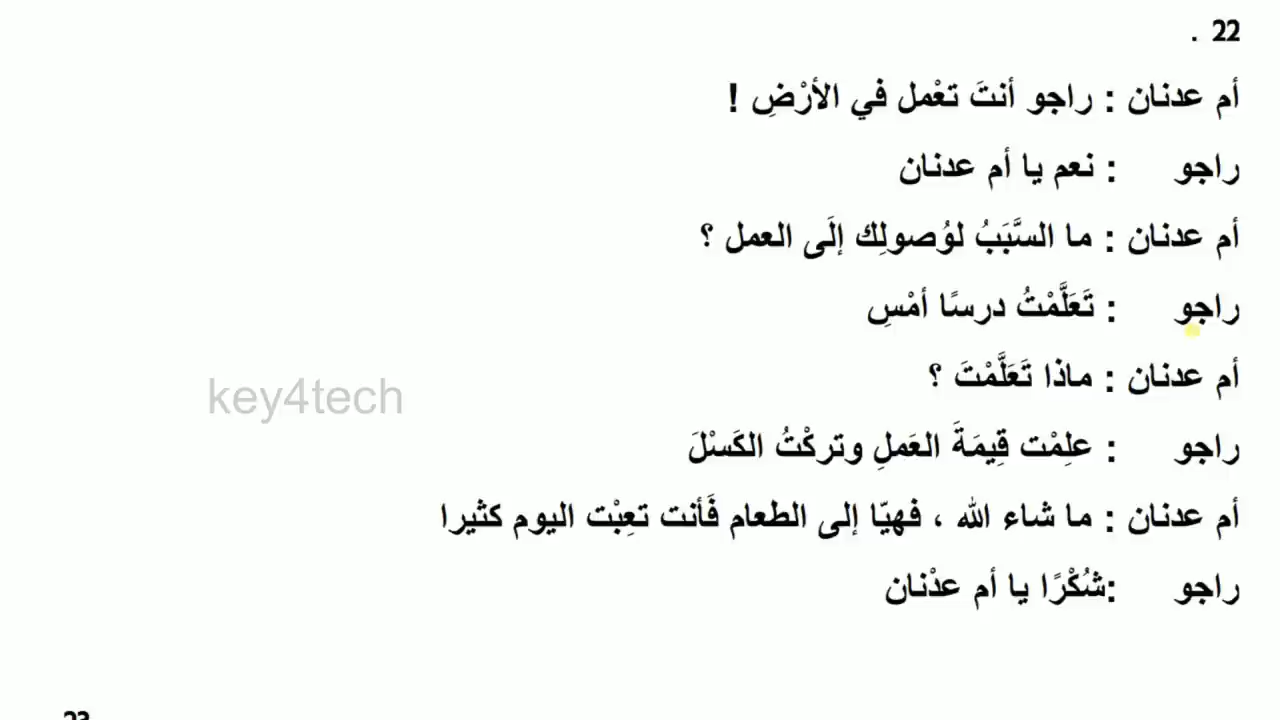 22 .
أم عدنان : راجو أنتَ تعْمل في الأرْضِ !
راجو : نعم يا أم عدنان
أم عدنان : ما السَّبَبُ لوُصولِك إلَى العمل ؟
راجو : تَعَلَّمْتُ درسًا أمْسِ
أم عدنان : ماذا تَعَلَّمْتَ ؟
راجو : علِمْت قِيمَةَ العَملِ وتركْتُ الكَسْلَ
أم عدنان : ما شاء الله ، فهيّا إلى الطعام فَأنت تعِبْت اليوم كثيرا
راجو :شُكْرًا يا أم عدْنان
key4tech
23